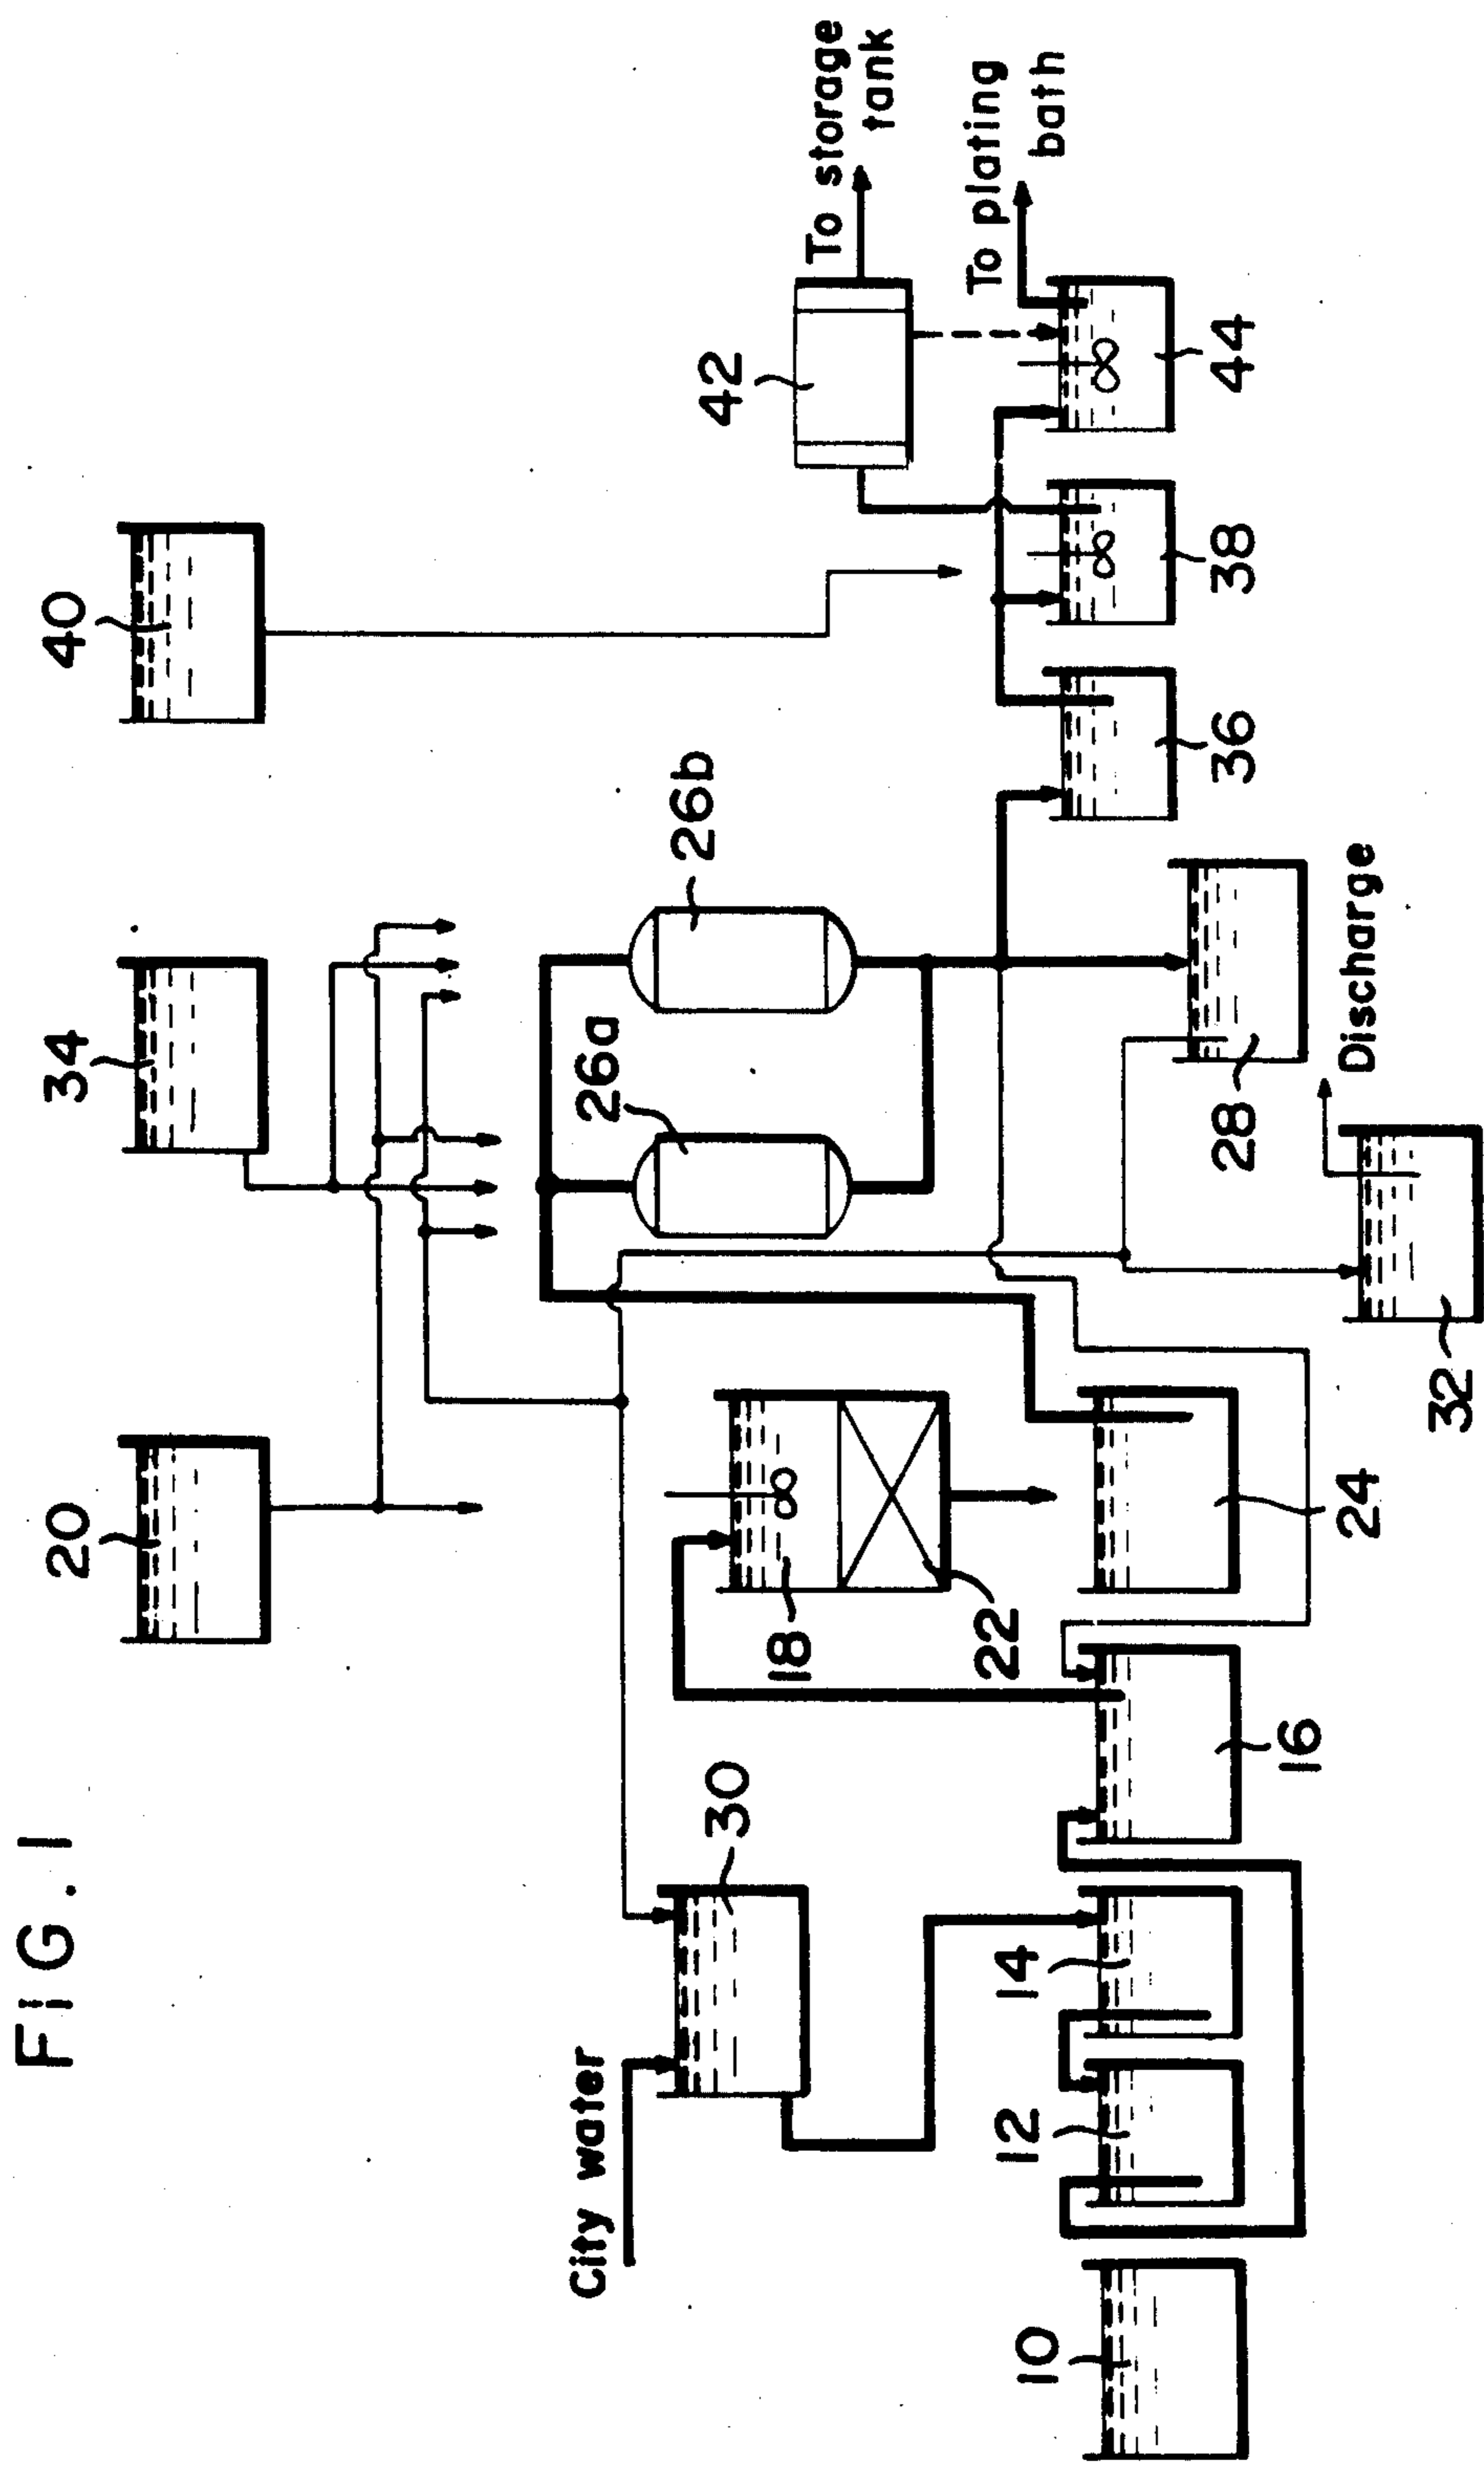 FIG. 1
20
34
40
City water
30
18
22
26a
26b
42
To storage
tank
To plating
bath
10
12
14
16
24
32
28
Discharge
36
38
44